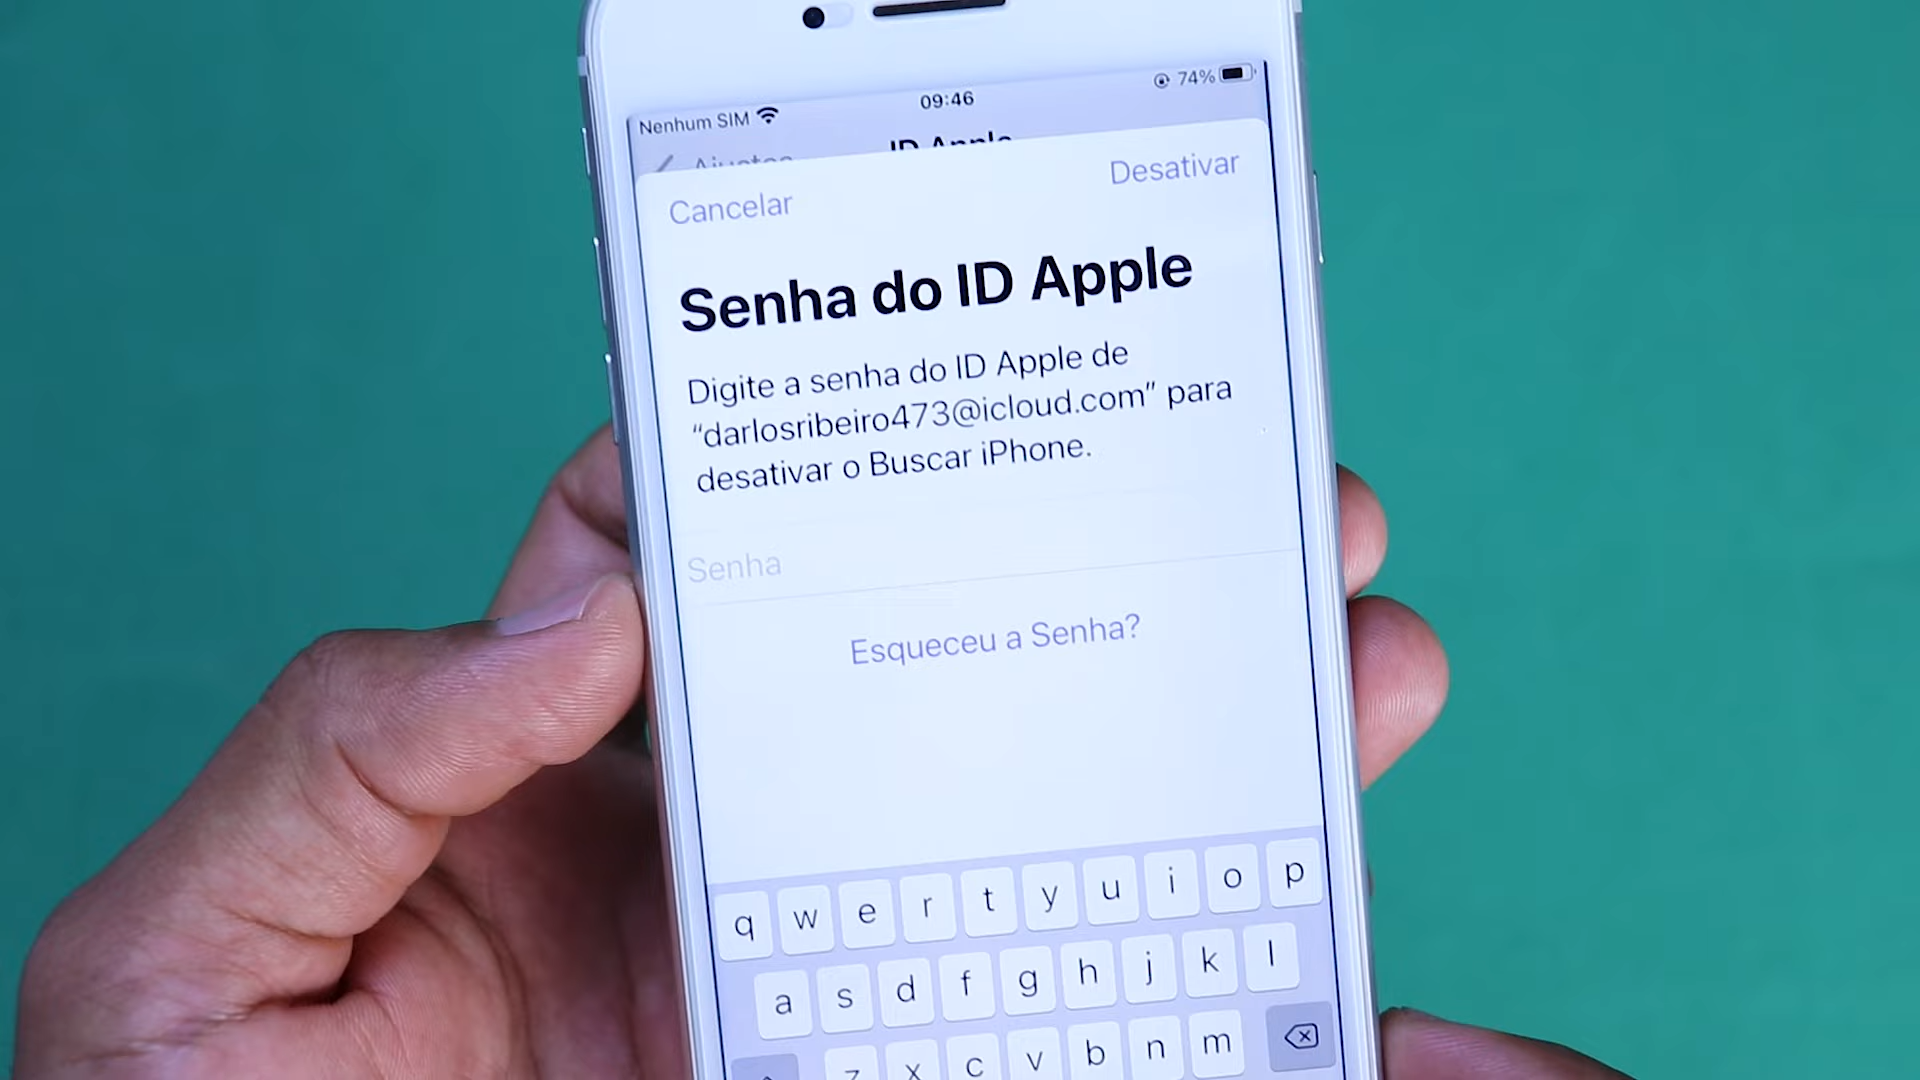 Nenhum SIM 09:46 74%
Ajustes ID Apple
Cancelar Desativar
Senha do ID Apple
Digite a senha do ID Apple de
“darlosribeiro473@icloud.com” para
desativar o Buscar iPhone.
Senha
Esqueceu a Senha?
q w e r t y u i o p
a s d f g h j k l
z x c v b n m